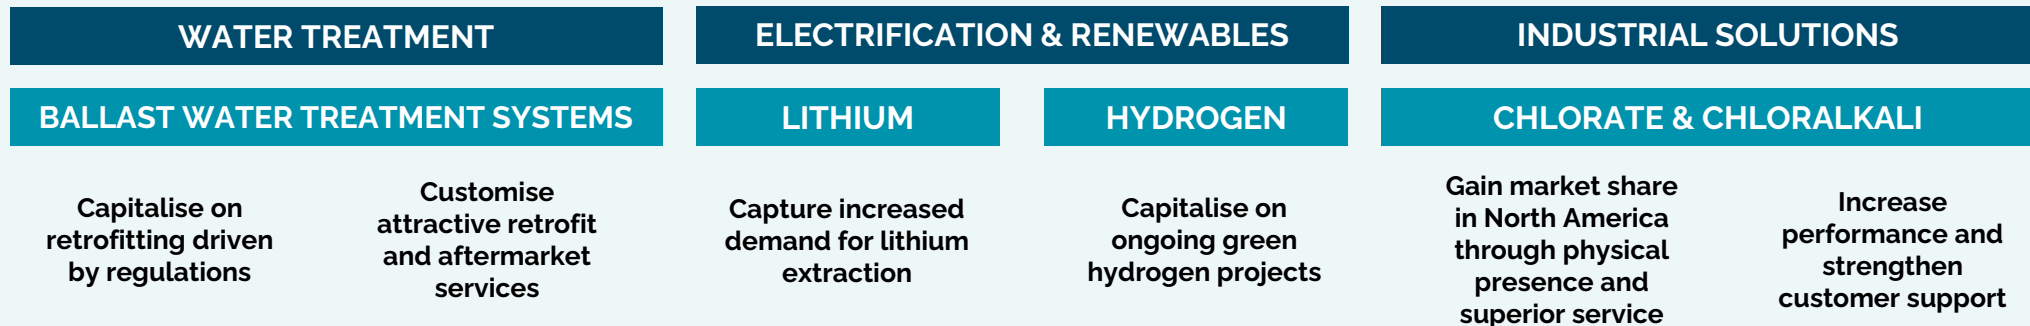 WATER TREATMENT
BALLAST WATER TREATMENT SYSTEMS
Capitalise on
retrofitting driven
by regulations
Customise
attractive retrofit
and aftermarket
services
ELECTRIFICATION & RENEWABLES
LITHIUM
Capture increased
demand for lithium
extraction
HYDROGEN
Capitalise on
ongoing green
hydrogen projects
INDUSTRIAL SOLUTIONS
CHLORATE & CHLORALKALI
Gain market share
in North America
through physical
presence and
superior service
Increase
performance and
strengthen
customer support